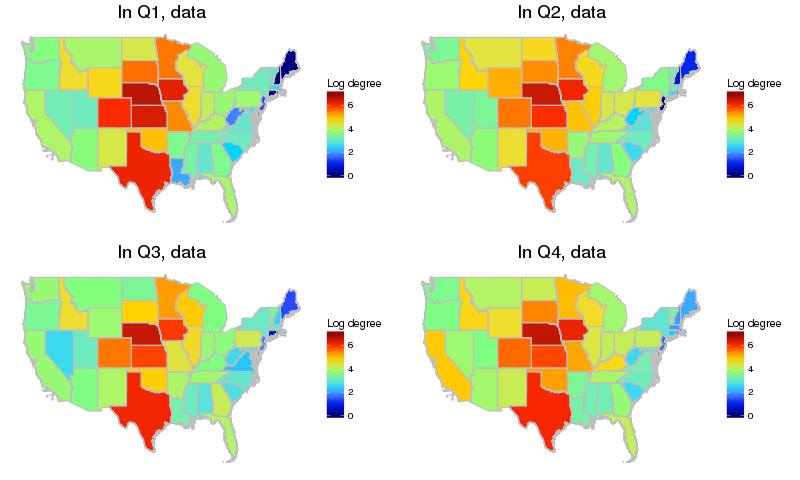 In Q1, data
Log degree
6
4
2
0
In Q2, data
Log degree
6
4
2
0
In Q3, data
Log degree
6
4
2
0
In Q4, data
Log degree
6
4
2
0